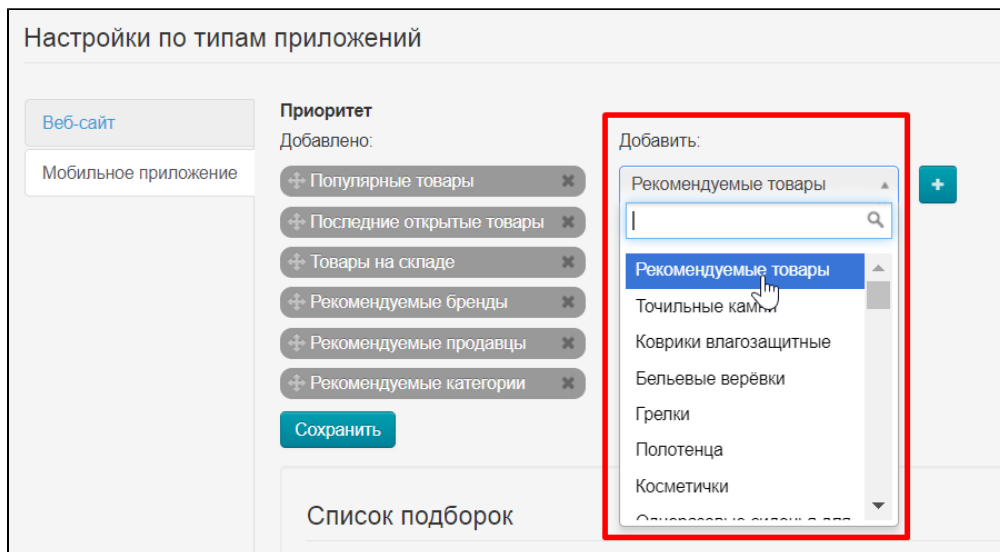 Настройки по типам приложений
Веб-сайт
Мобильное приложение
Приоритет
Добавлено:
Популярные товары
Последние открытые товары
Товары на складе
Рекомендуемые бренды
Рекомендуемые продавцы
Рекомендуемые категории
Сохранить
Список подборок
Добавить:
Рекомендуемые товары
Рекомендуемые товары
Точильные камни
Коврики влагозащитные
Бельевые верёвки
Грелки
Полотенца
Косметички